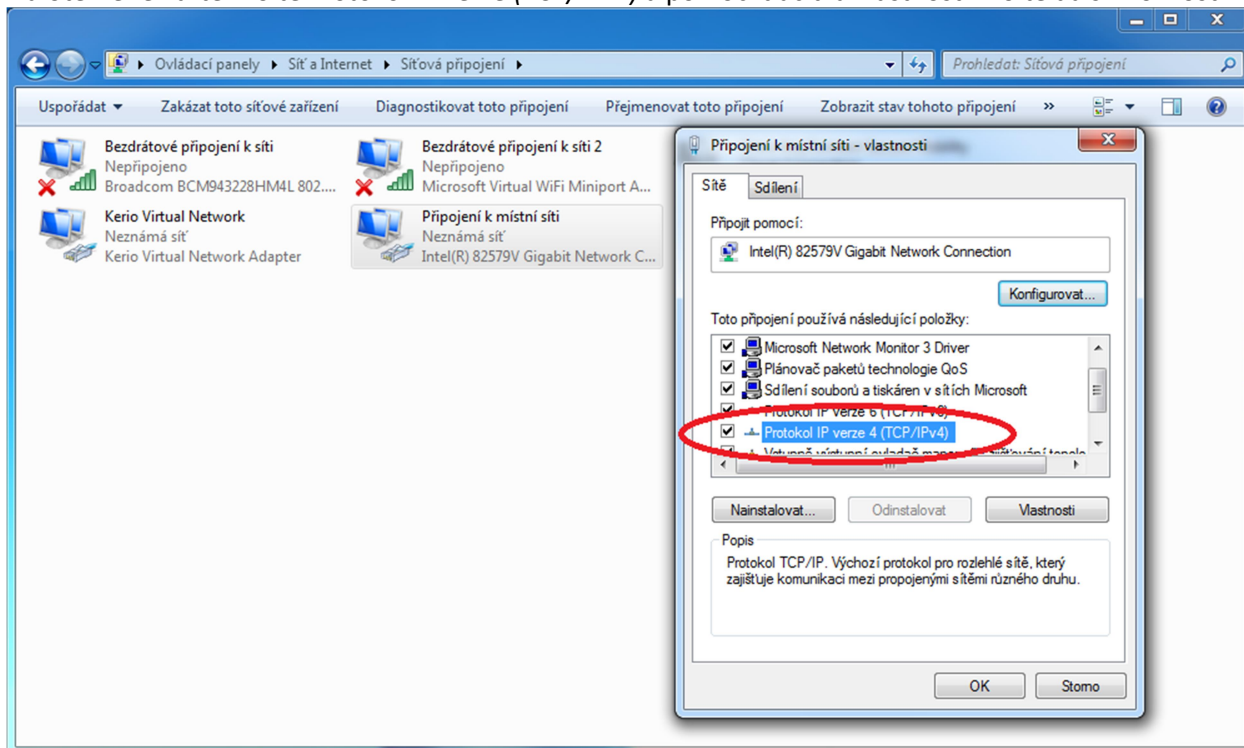 Ovládací panely Síť a Internet Síťová připojení
Prohledat: Síťová připojení
Uspořádat Zakázat toto síťové zařízení Diagnostikovat toto připojení Přejmenovat toto připojení Zobrazit stav tohoto připojení »
Bezdrátové připojení k síti
Nepřipojeno
Broadcom BCM943228HM4L 802....
Bezdrátové připojení k síti 2
Nepřipojeno
Microsoft Virtual WiFi Miniport A...
Kerio Virtual Network
Neznámá síť
Kerio Virtual Network Adapter
Připojení k místní síti
Neznámá síť
Intel(R) 82579V Gigabit Network C...
Připojení k místní síti - vlastnosti
Sítě Sdílení
Připojit pomocí:
Intel(R) 82579V Gigabit Network Connection
Konfigurovat...
Toto připojení používá následující položky:
Microsoft Network Monitor 3 Driver
Plánovač paketů technologie QoS
Sdílení souborů a tiskáren v sítích Microsoft
Protokol IP verze 6 (TCP/IPv6)
Protokol IP verze 4 (TCP/IPv4)
Nainstalovat... Odinstalovat Vlastnosti
Popis
Protokol TCP/IP. Výchozí protokol pro rozlehlé sítě, který
zajišťuje komunikaci mezi propojenými sítěmi různého druhu.
OK Storno